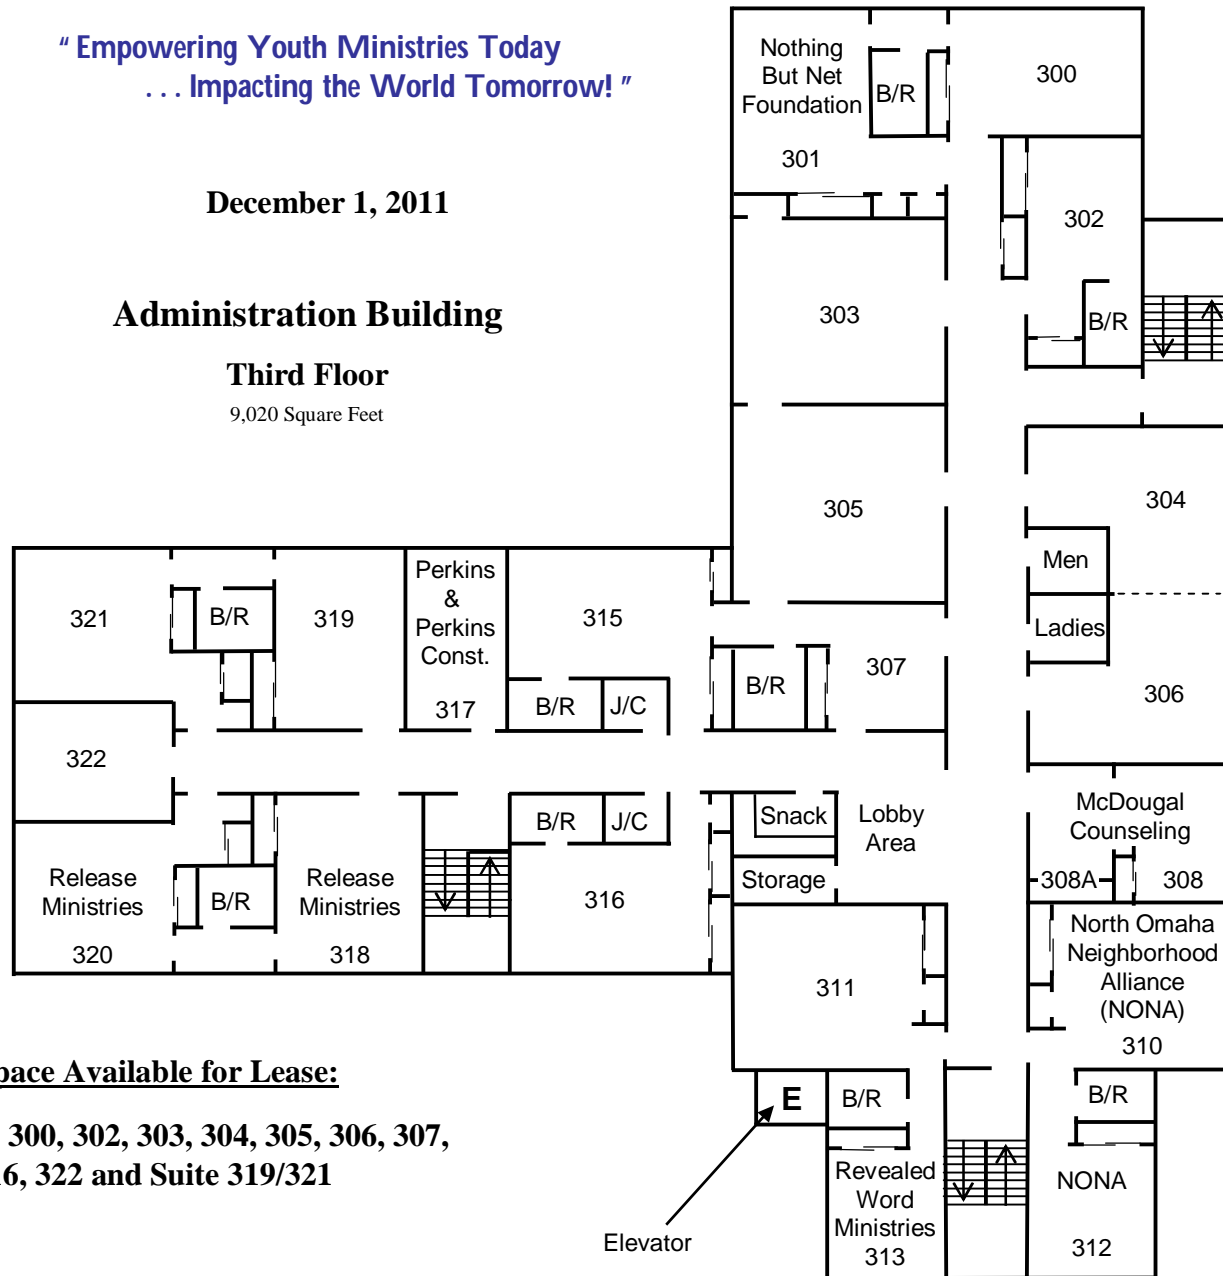 “ Empowering Youth Ministries Today
. . . Impacting the World Tomorrow! ”
December 1, 2011
Administration Building
Third Floor
9,020 Square Feet
Nothing
But Net
Foundation
301
B/R
300
302
B/R
303
305
304
Men
Ladies
306
321
B/R
319
Perkins
&
Perkins
Const.
317
315
B/R
J/C
B/R
307
322
Release
Ministries
320
B/R
Release
Ministries
318
B/R
J/C
316
Snack
Storage
Lobby
Area
McDougal
Counseling
308A
308
North Omaha
Neighborhood
Alliance
(NONA)
310
311
E
B/R
B/R
Revealed
Word
Ministries
313
NONA
312
Elevator
pace Available for Lease:
300, 302, 303, 304, 305, 306, 307,
16, 322 and Suite 319/321